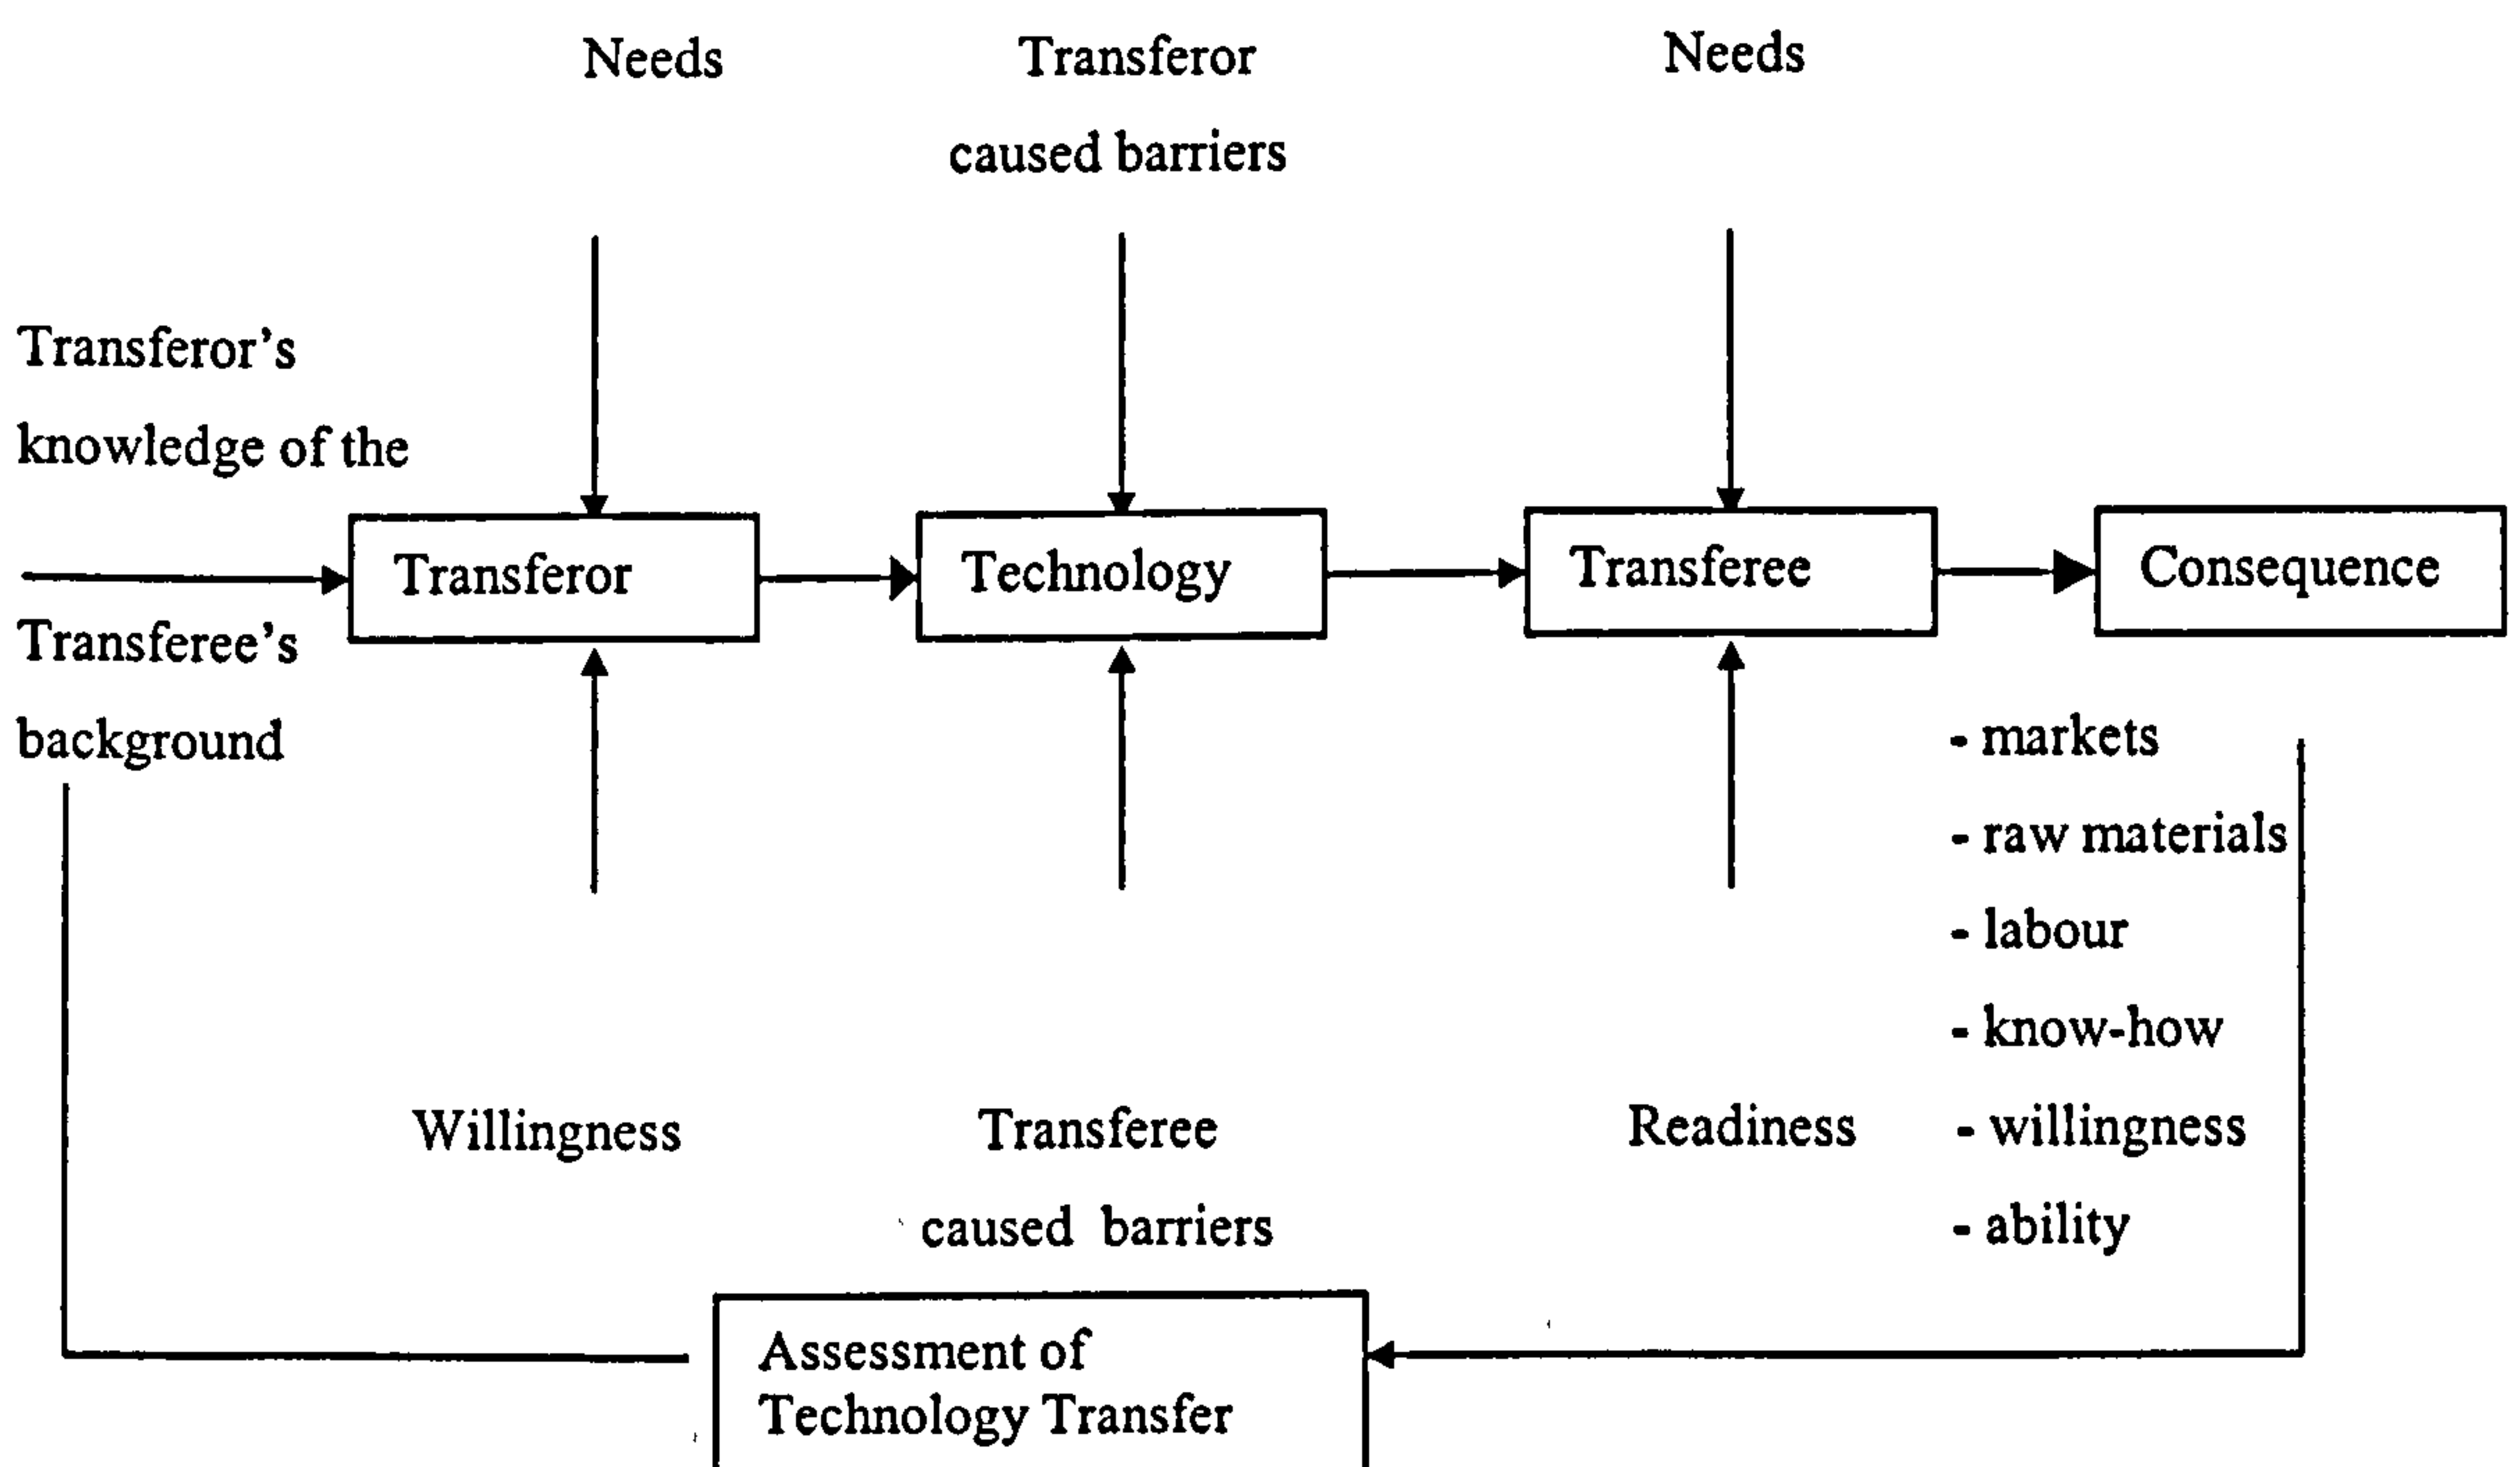 Needs
Transferor
caused barriers
Needs
Transferor's
knowledge of the
Transferee's
background
Transferor
Technology
Transferee
Consequence
- markets
- raw materials
- labour
- know-how
- willingness
- ability
Willingness
Transferee
caused barriers
Readiness
Assessment of
Technology Transfer